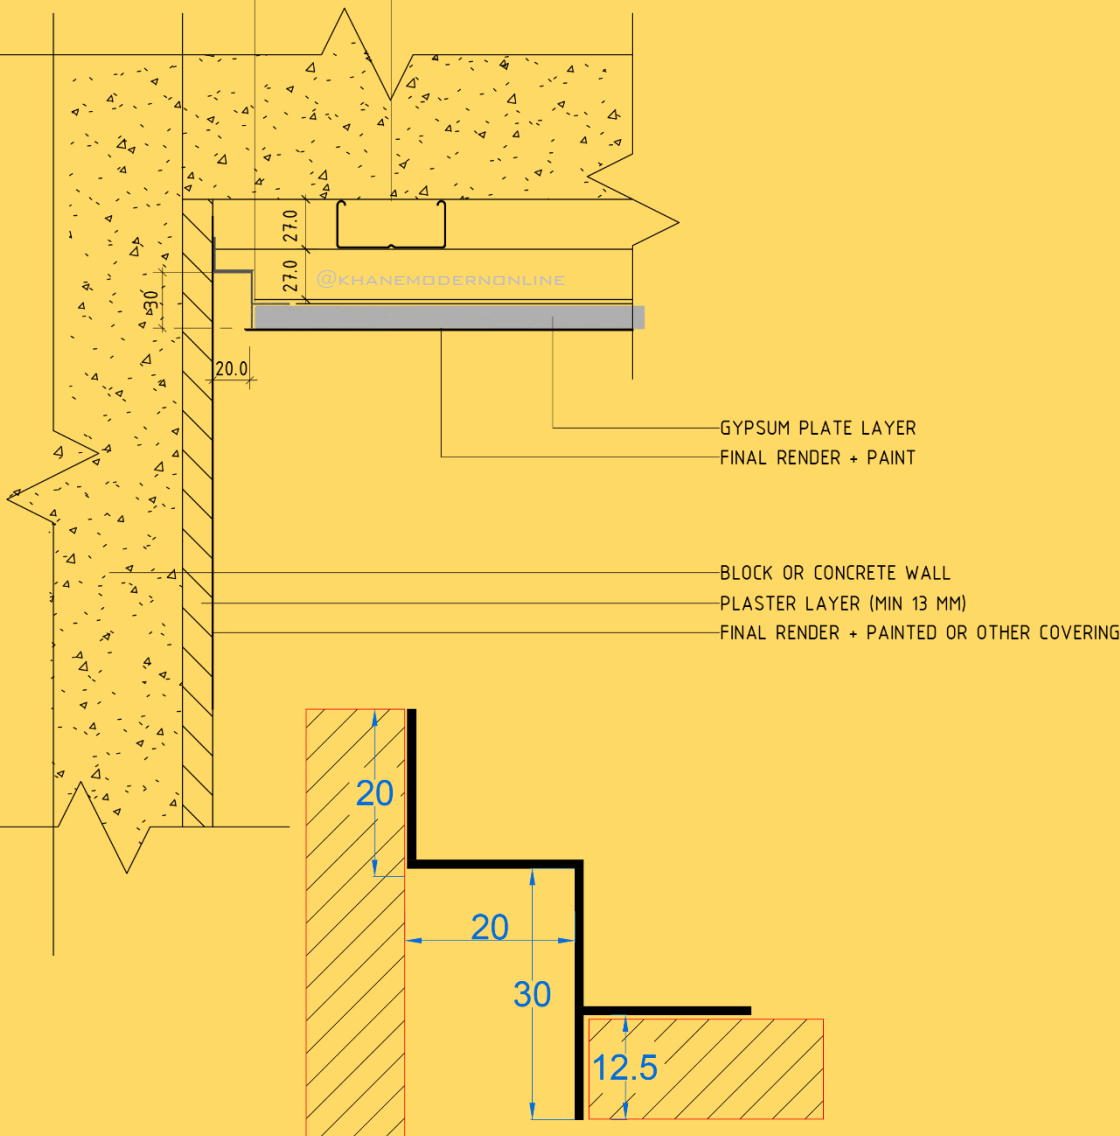 27.0
27.0
@KHANEMODERNONLINE
30
20.0
GYPSUM PLATE LAYER
FINAL RENDER + PAINT
BLOCK OR CONCRETE WALL
PLASTER LAYER (MIN 13 MM)
FINAL RENDER + PAINTED OR OTHER COVERING
20
20
30
12.5